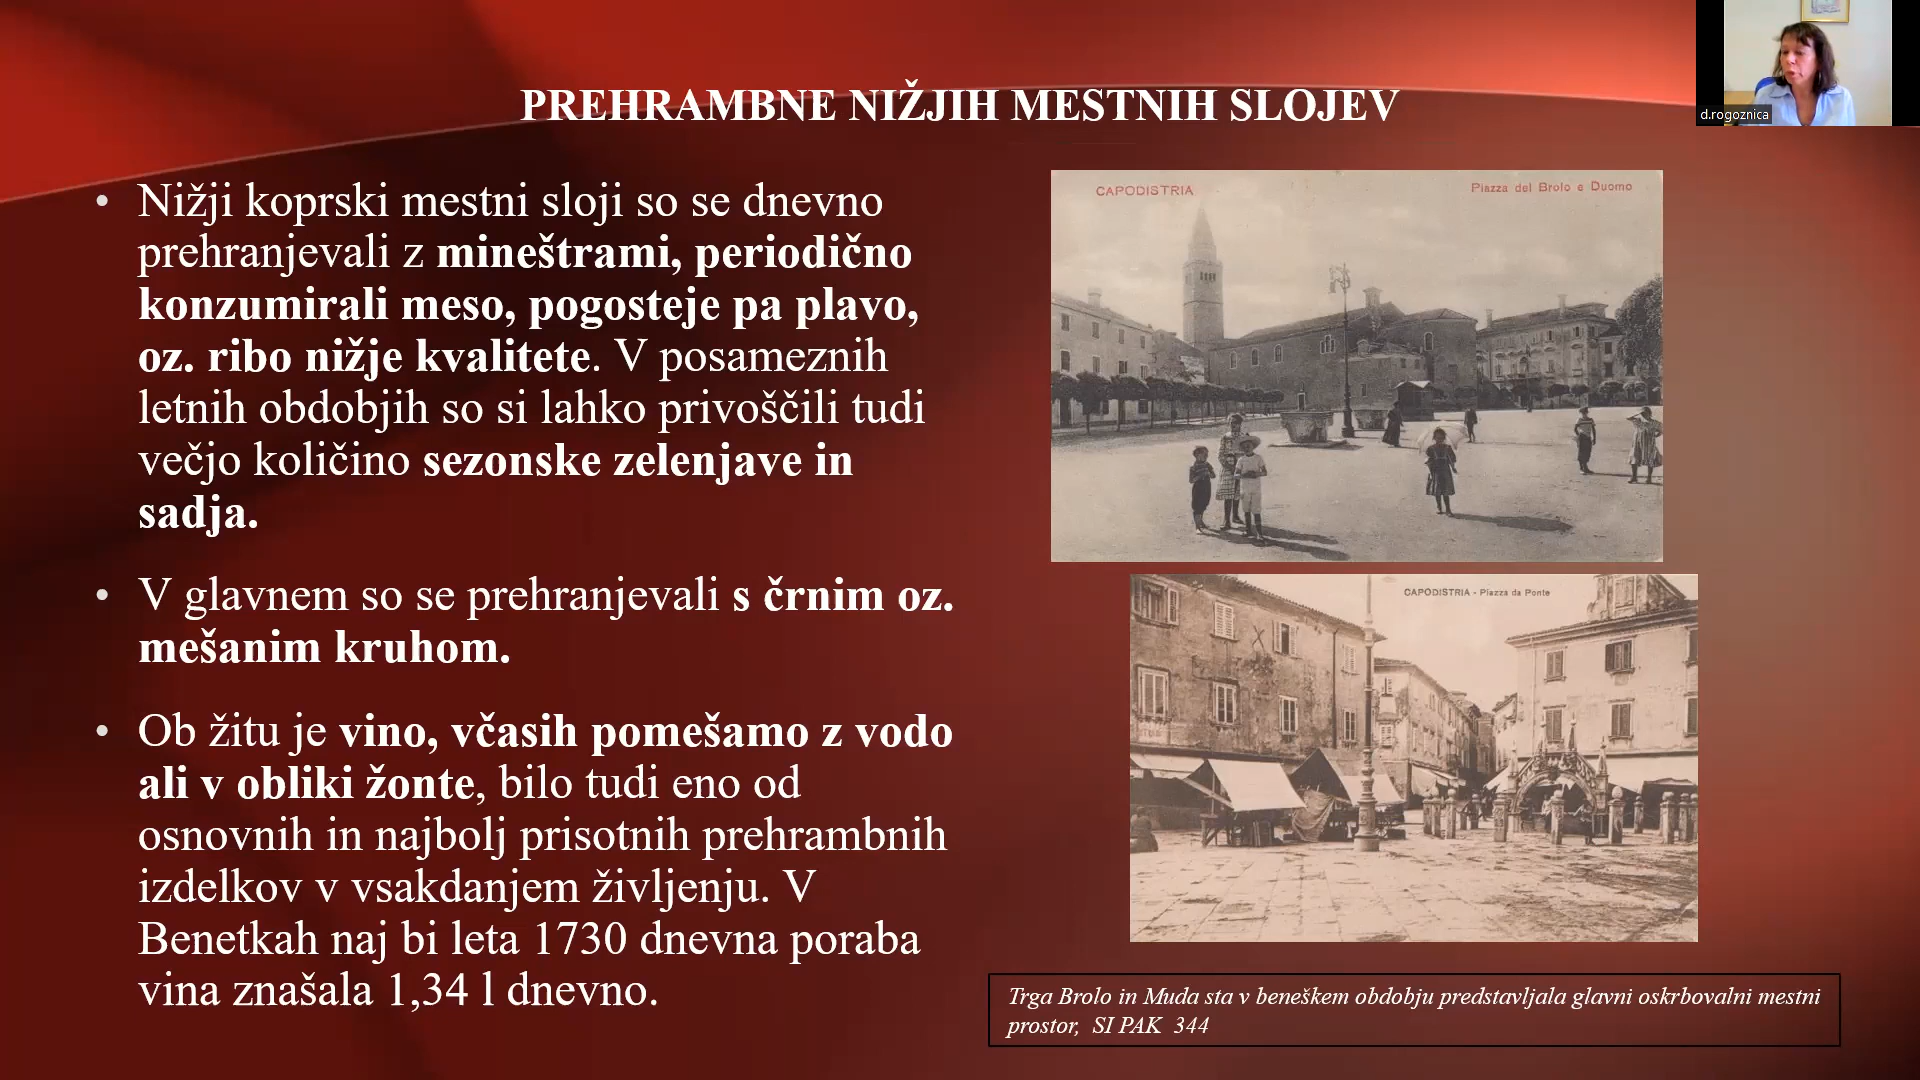 PREHRAMBNE NIŽJIH MESTNIH SLOJEV
d.rogoznica
• Nižji koprski mestni sloji so se dnevno
prehranjevali z mineštrami, periodično
konzumirali meso, pogosteje pa plavo,
oz. ribo nižje kvalitete. V posameznih
letnih obdobjih so si lahko privoščili tudi
večjo količino sezonske zelenjave in
sadja.
• V glavnem so se prehranjevali s črnim oz.
mešanim kruhom.
• Ob žitu je vino, včasih pomešamo z vodo
ali v obliki žonte, bilo tudi eno od
osnovnih in najbolj prisotnih prehrambnih
izdelkov v vsakdanjem življenju. V
Benetkah naj bi leta 1730 dnevna poraba
vina znašala 1,34 l dnevno.
CAPODISTRIA
Piazza del Brolo e Duomo
CAPODISTRIA - Piazza da Ponte
Trga Brolo in Muda sta v beneškem obdobju predstavljala glavni oskrbovalni mestni
prostor, SI PAK 344